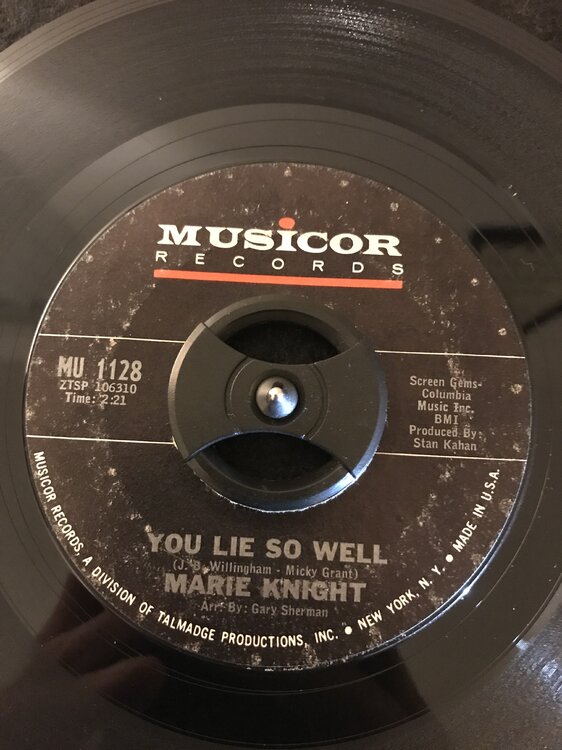 MUSICOR
RECORDS
MU 1128
ZTSP 106310
Time: 2:21
Screen Gems-
Columbia
Music Inc.
BMI
Produced By:
Stan Kahan
YOU LIE SO WELL
(J. B. Willingham - Micky Grant)
MARIE KNIGHT
Arr. By: Gary Sherman
MUSICOR RECORDS, A DIVISION OF TALMADGE PRODUCTIONS, INC. • NEW YORK, N. Y. • MADE IN U.S.A.